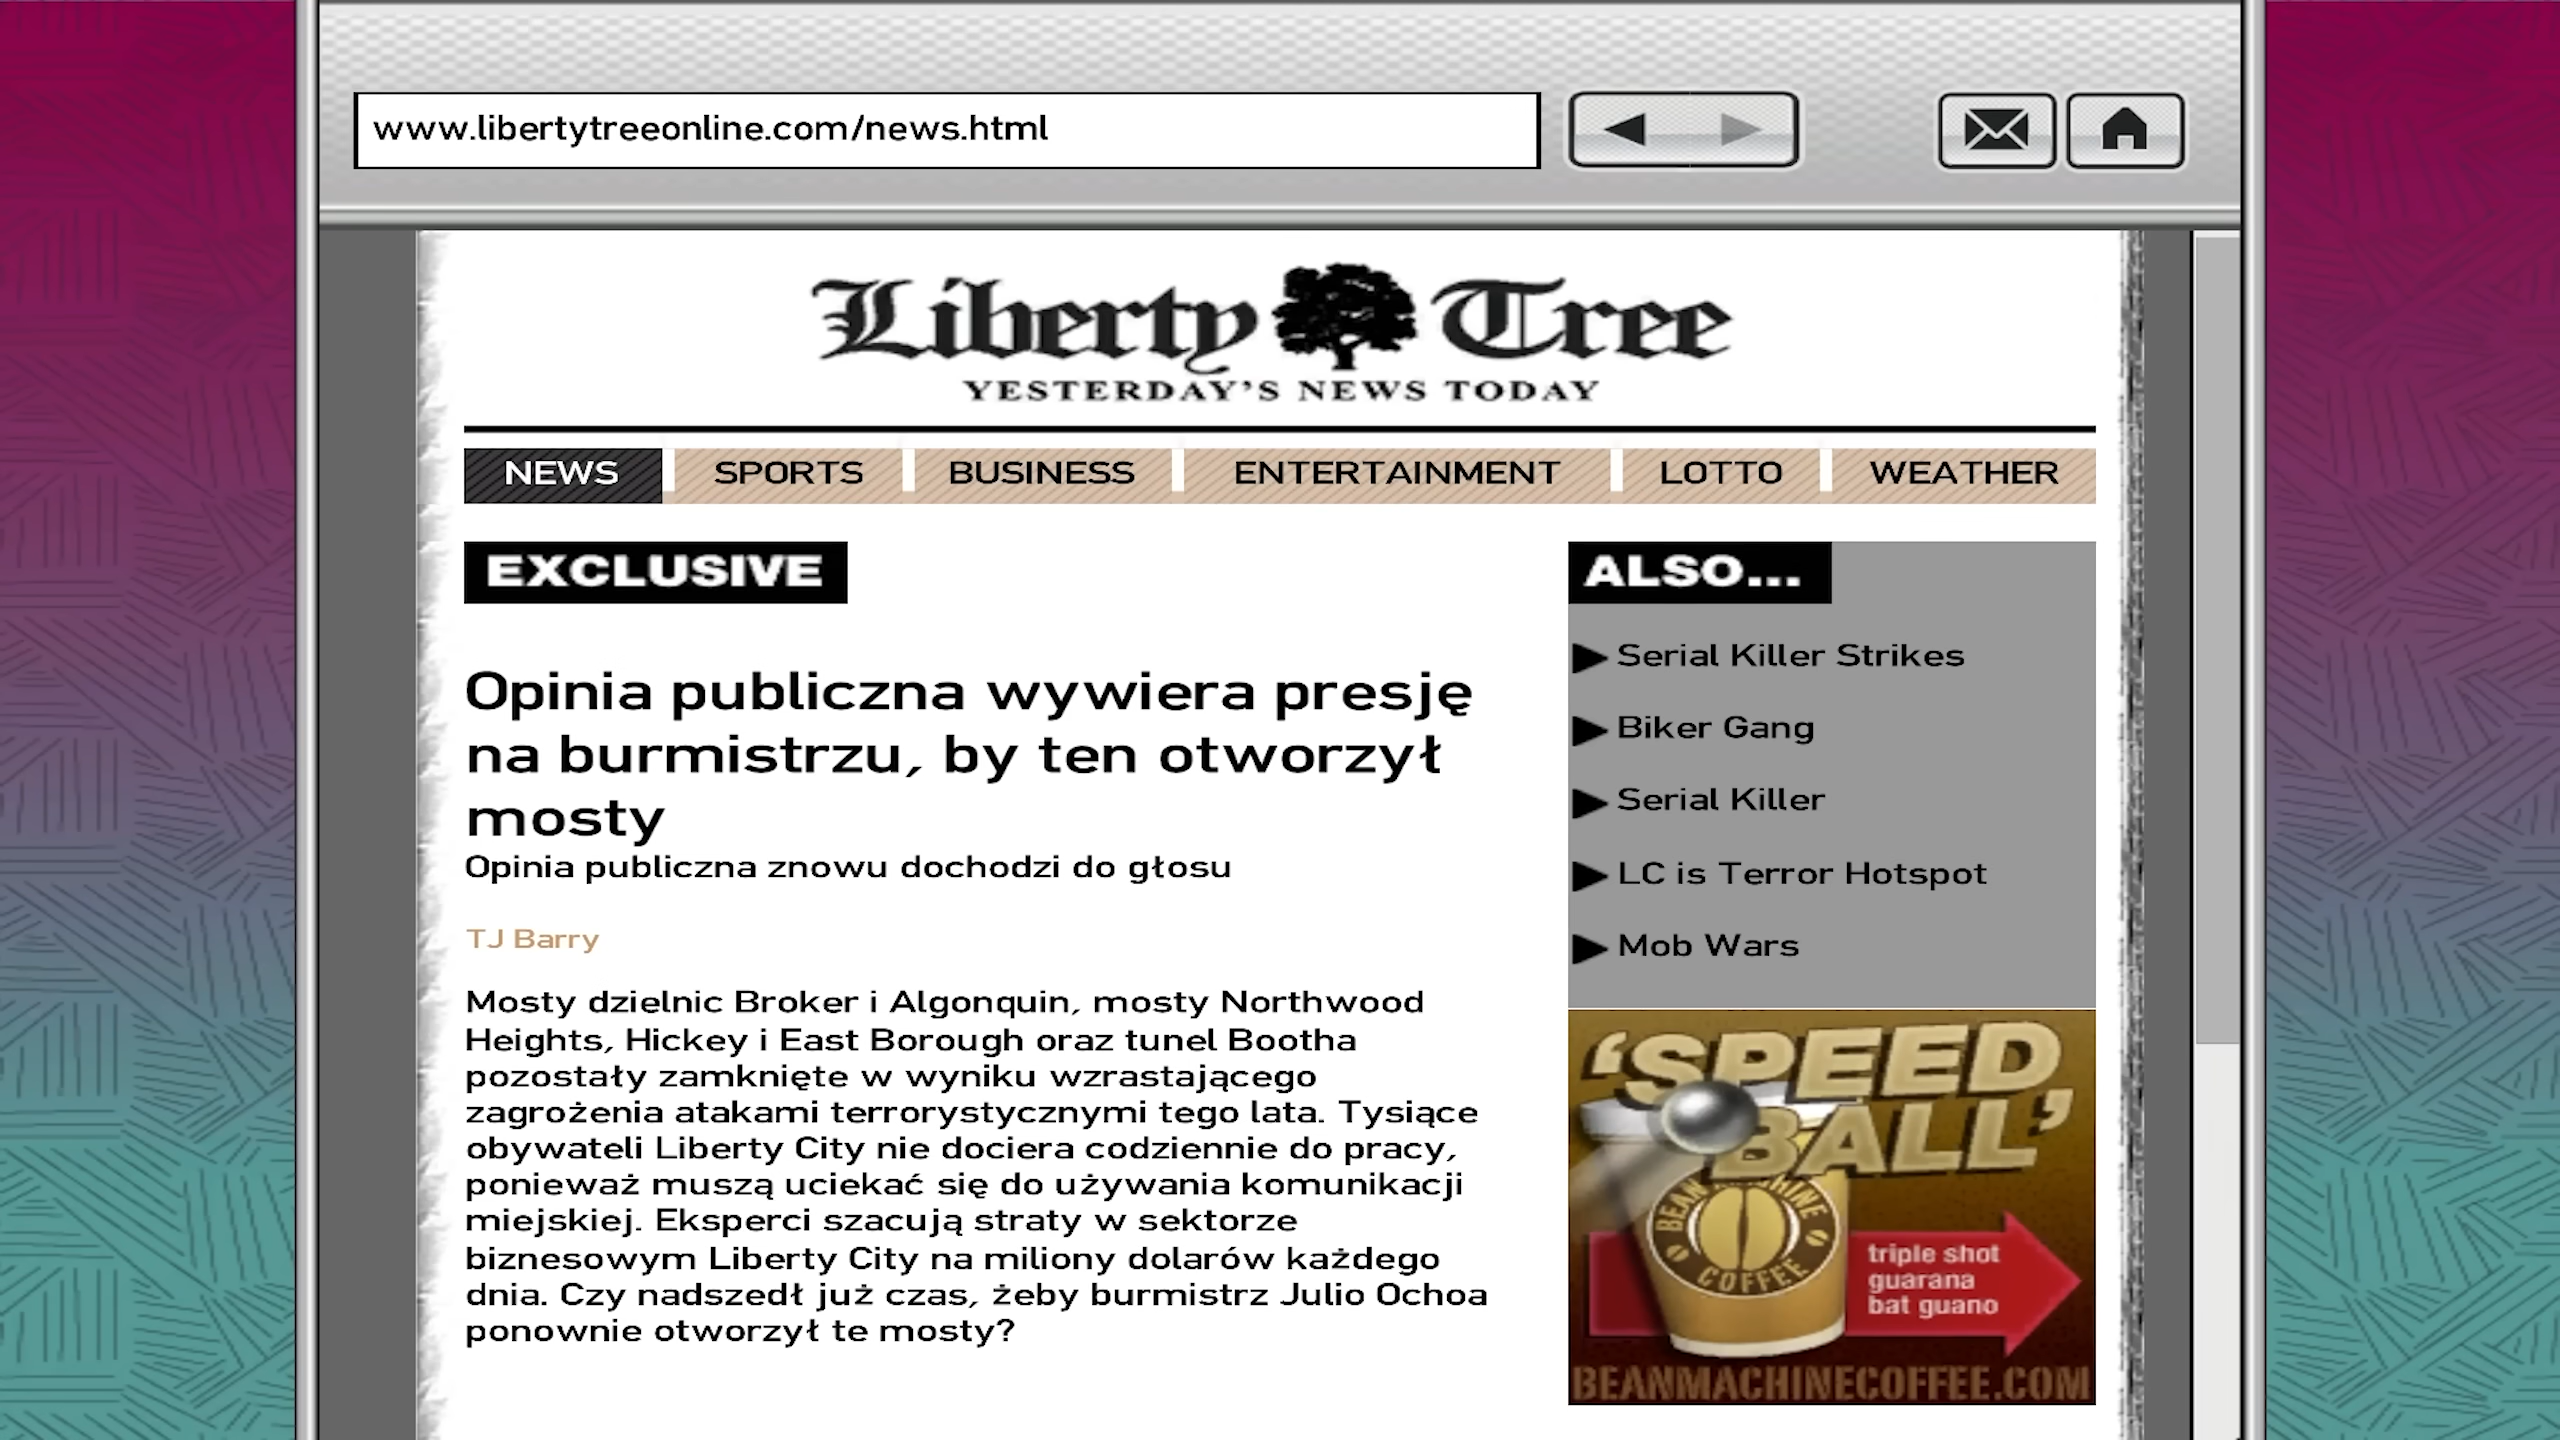 www.libertytreeonline.com/news.html
Liberty Tree
YESTERDAY'S NEWS TODAY
NEWS SPORTS BUSINESS ENTERTAINMENT LOTTO WEATHER
EXCLUSIVE
Opinia publiczna wywiera presję
na burmistrzu, by ten otworzył
mosty
Opinia publiczna znowu dochodzi do głosu
TJ Barry
Mosty dzielnic Broker i Algonquin, mosty Northwood
Heights, Hickey i East Borough oraz tunel Bootha
pozostały zamknięte w wyniku wzrastającego
zagrożenia atakami terrorystycznymi tego lata. Tysiące
obywateli Liberty City nie dociera codziennie do pracy,
ponieważ muszą uciekać się do używania komunikacji
miejskiej. Eksperci szacują straty w sektorze
biznesowym Liberty City na miliony dolarów każdego
dnia. Czy nadszedł już czas, żeby burmistrz Julio Ochoa
ponownie otworzył te mosty?
ALSO...
Serial Killer Strikes
Biker Gang
Serial Killer
LC is Terror Hotspot
Mob Wars
'SPEED
BALL'
BEAN MACHINE
COFFEE
triple shot
guarana
bat guano
BEANMACHINECOFFEE.COM